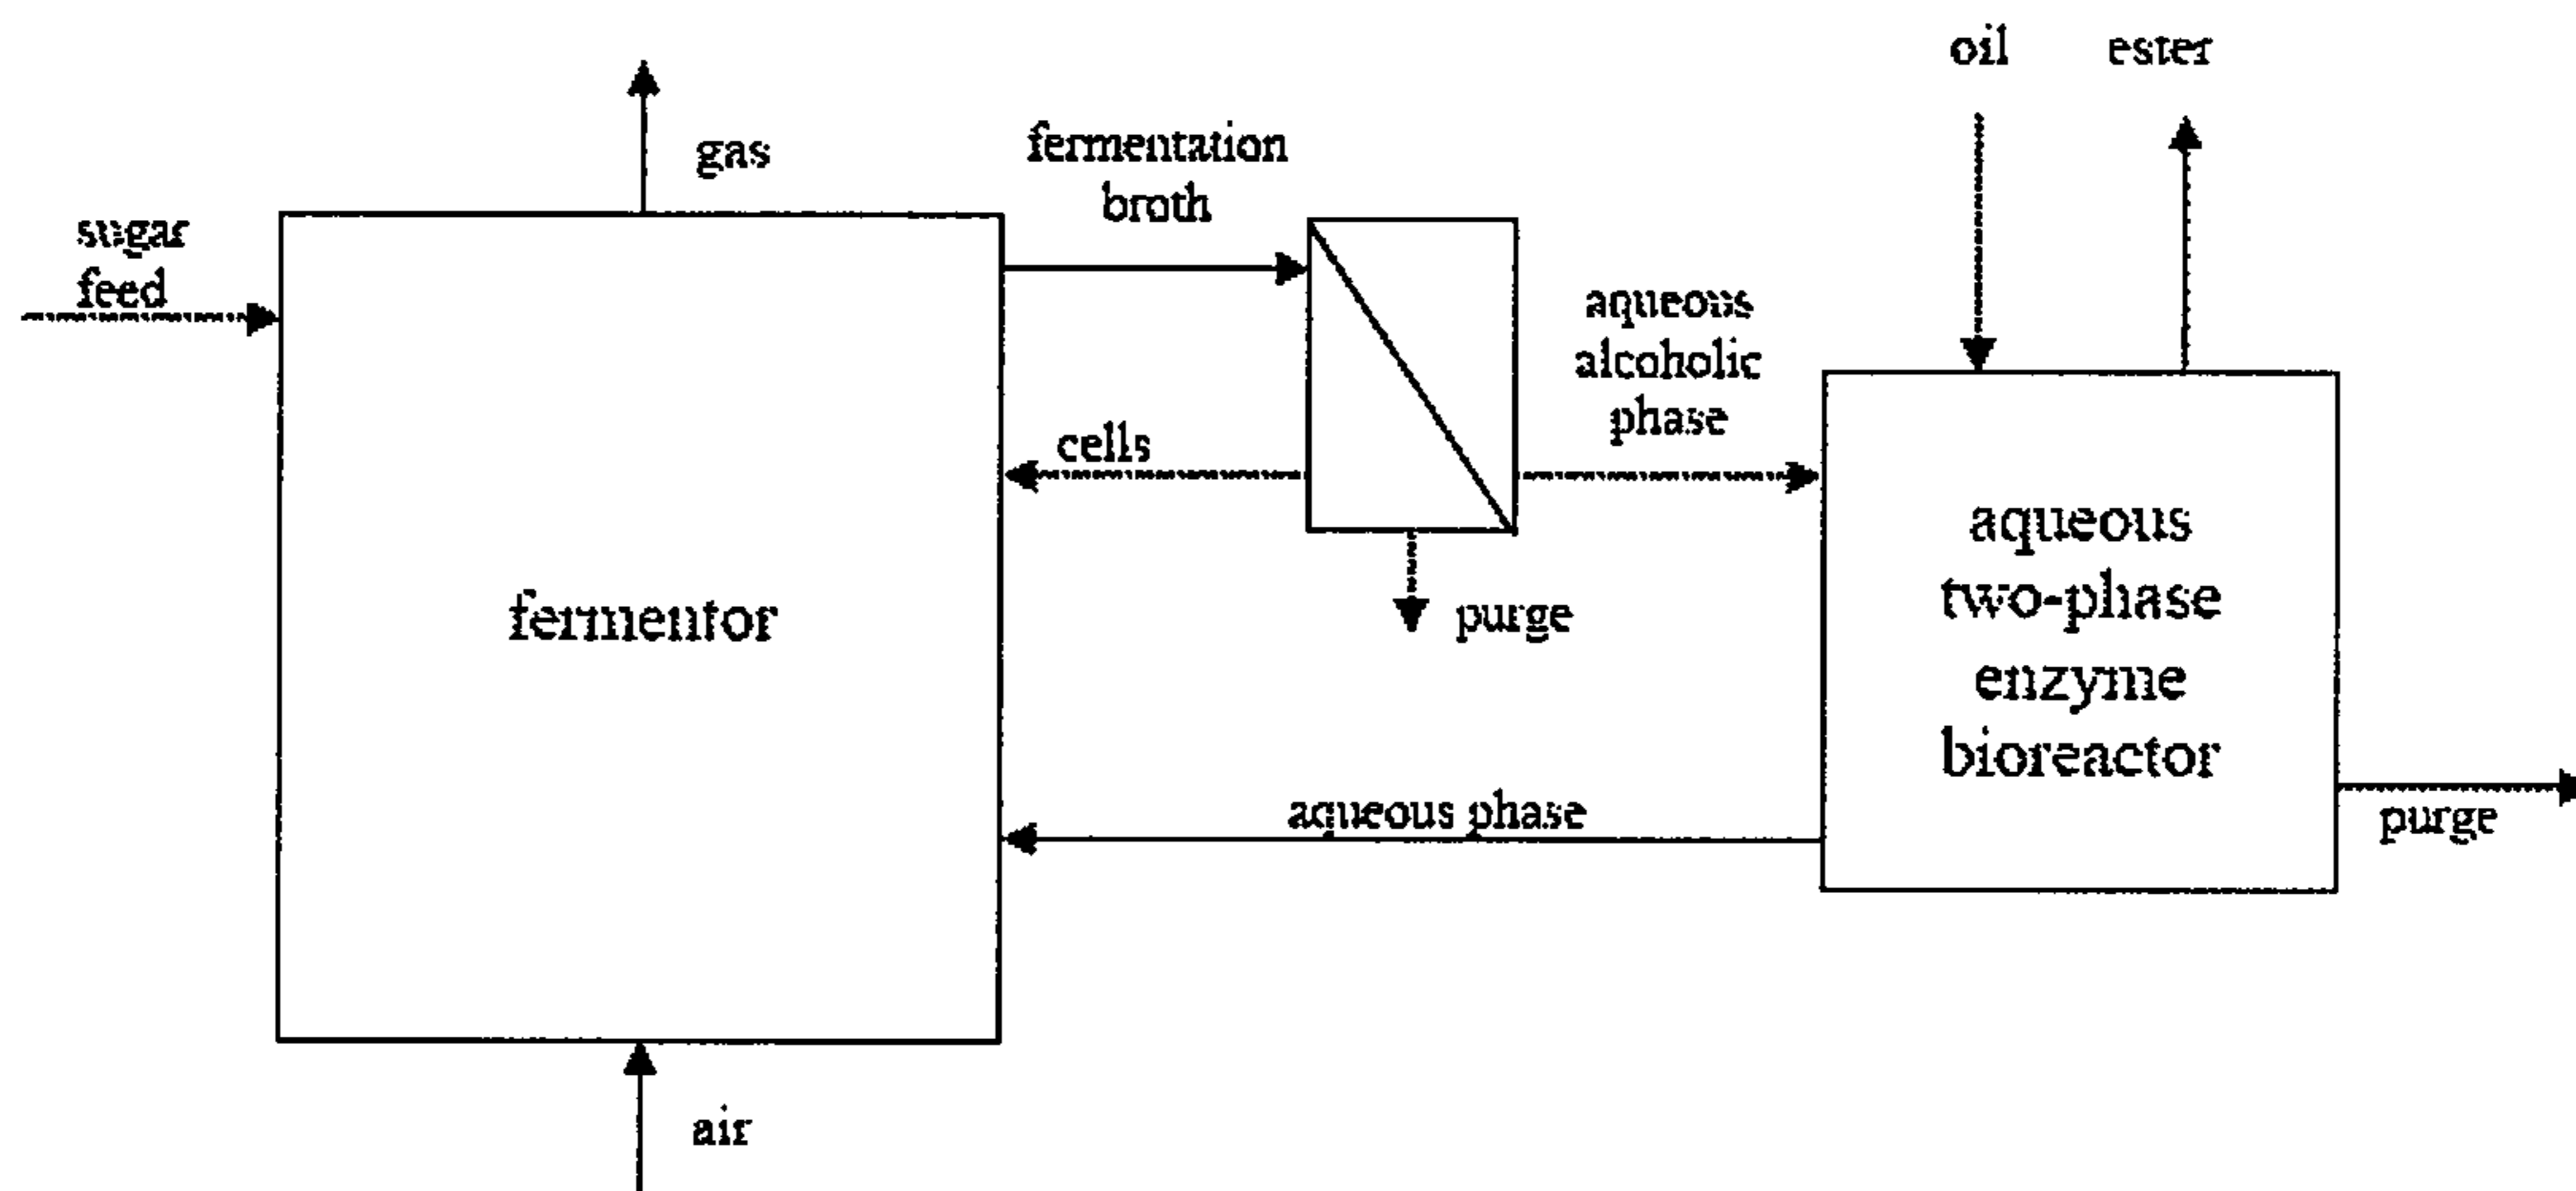 oil
ester
gas
fermentation
broth
sugar
feed
aqueous
alcoholic
phase
cells
aqueous
two-phase
enzyme
bioreactor
fermentor
purge
aqueous phase
purge
air